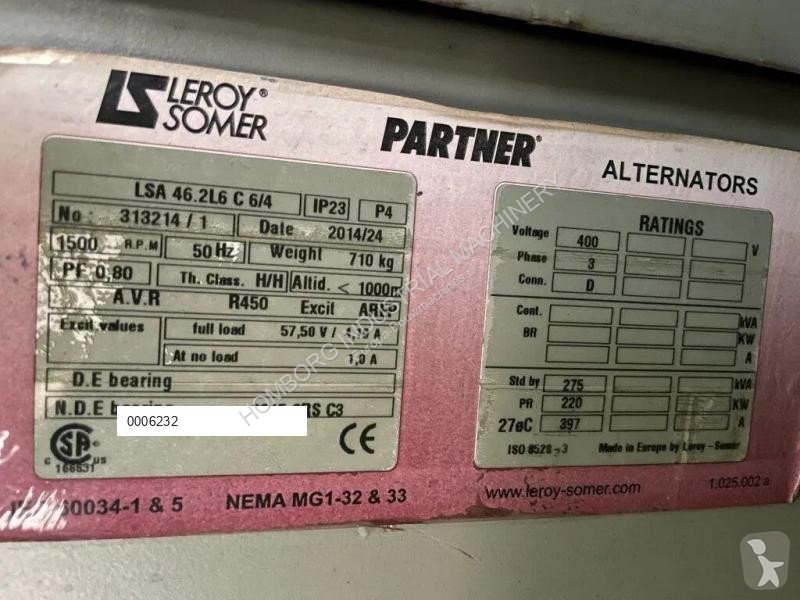 LEROY®
SOMER
PARTNER®
ALTERNATORS
LSA 46.2L6 C 6/4 IP23 P4
No: 313214 / 1 Date 2014/24
1500 R.P.M 50 Hz Weight 710 kg
PF 0,80 Th. Class. H/H Altid. < 1000m
A.V.R R450 Excit AREP
Excit values full load 57,50 V /
At no load 1,0 A
D.E bearing
N.D.E C3
0006232
C
166631
CE
60034-1 & 5 NEMA MG1-32 & 33
RATINGS
Voltage 400 V
Phase 3
Conn. D
Cont. kVA
BR KW
A
Std by 275 kVA
PR 220 KW
27øC 397 A
ISO 8528-3 Made in Europe by Leroy-Somer
www.leroy-somer.com 1.025.002 a
HOMBORG INDUSTRIAL MACHINERY